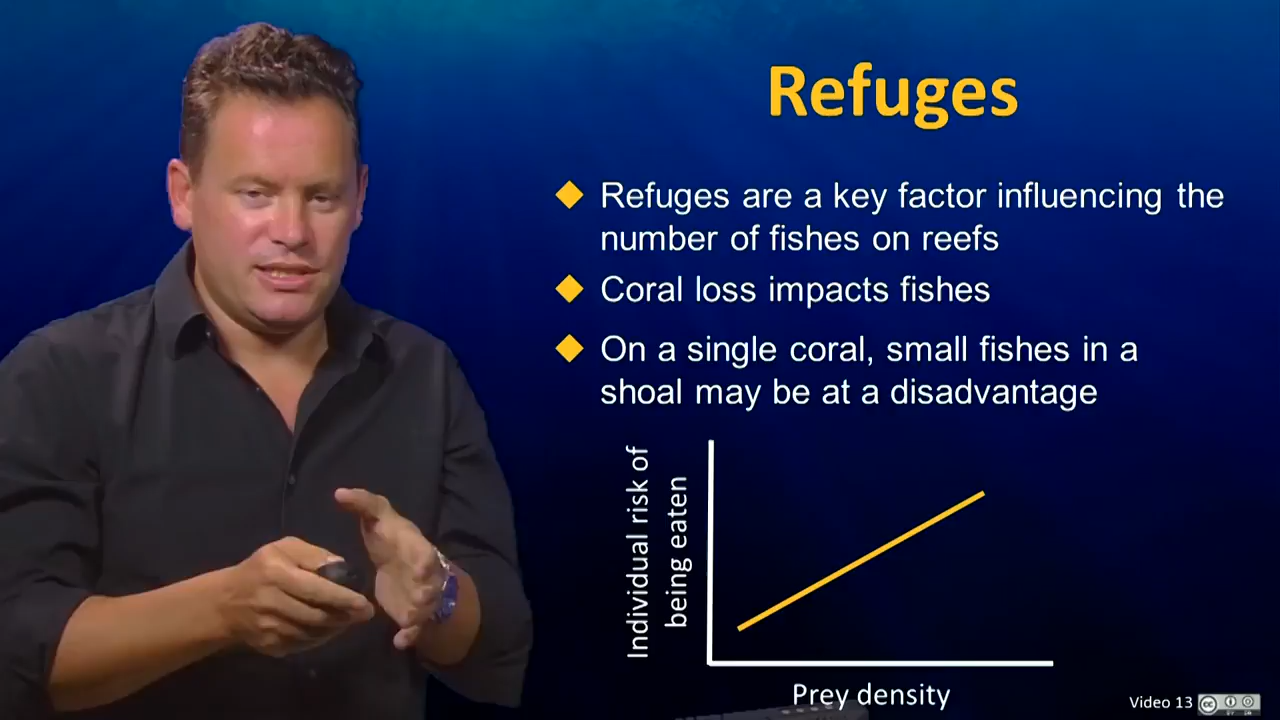 Refuges
Refuges are a key factor influencing the
number of fishes on reefs
Coral loss impacts fishes
On a single coral, small fishes in a
shoal may be at a disadvantage
Individual risk of
being eaten
Prey density
Video 13
cc